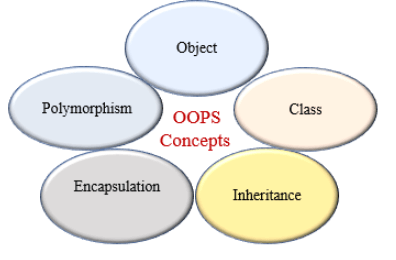 Object
Polymorphism
OOPS
Concepts
Class
Encapsulation
Inheritance